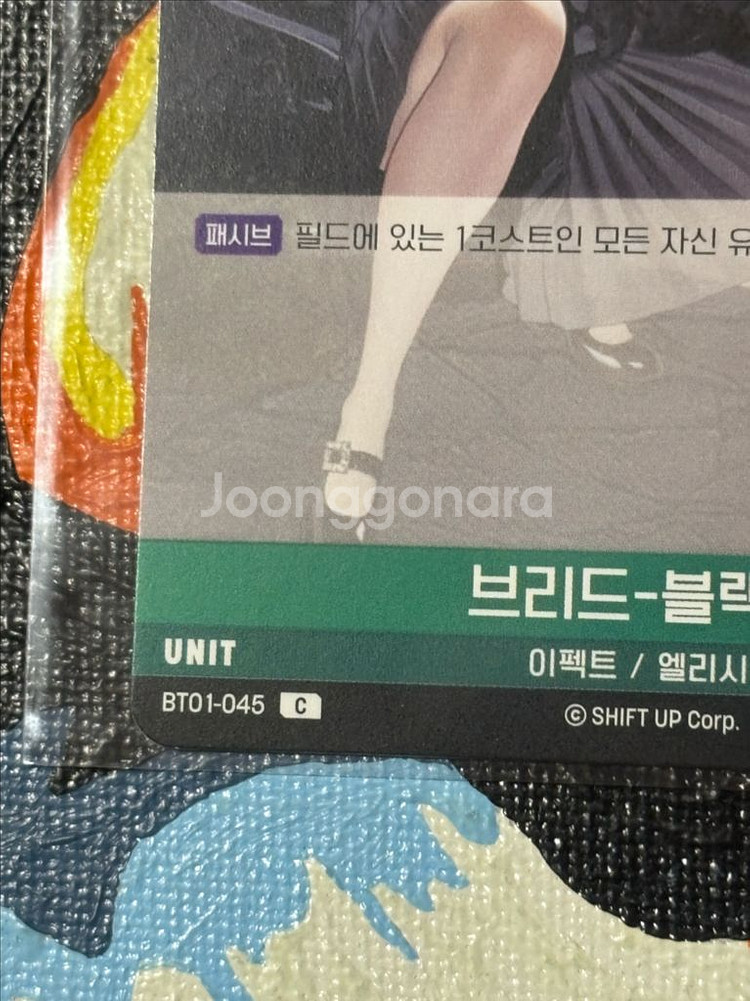 패시브 필드에 있는 1코스트인 모든 자신
Joonggonara
브리드-블랙
UNIT
이펙트 / 엘리시
BT01-045 C
© SHIFT UP Corp.